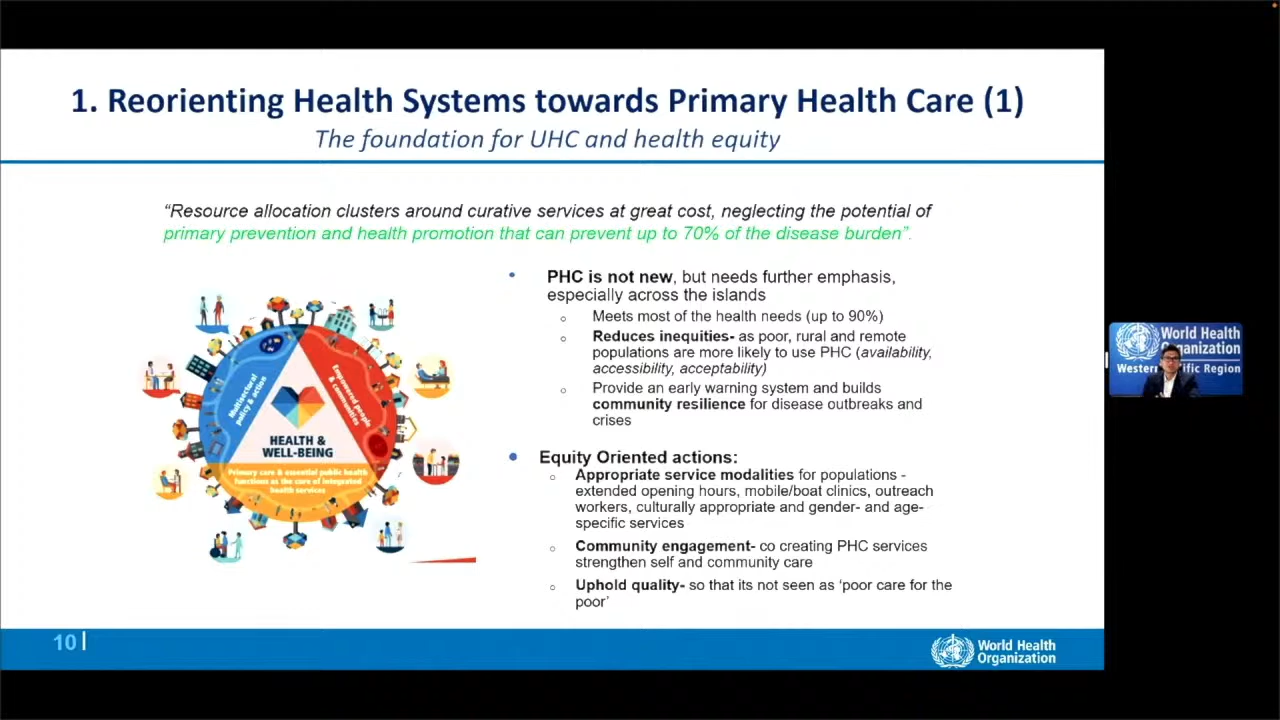 1. Reorienting Health Systems towards Primary Health Care (1)
The foundation for UHC and health equity
“Resource allocation clusters around curative services at great cost, neglecting the potential of
primary prevention and health promotion that can prevent up to 70% of the disease burden”.
Multisectoral
policy & action
Empowered people
& communities
HEALTH &
WELL-BEING
Primary care & essential public health
functions as the core of integrated
health services
• PHC is not new, but needs further emphasis,
especially across the islands
o Meets most of the health needs (up to 90%)
o Reduces inequities- as poor, rural and remote
populations are more likely to use PHC (availability,
accessibility, acceptability)
o Provide an early warning system and builds
community resilience for disease outbreaks and
crises
• Equity Oriented actions:
o Appropriate service modalities for populations -
extended opening hours, mobile/boat clinics, outreach
workers, culturally appropriate and gender- and age-
specific services
o Community engagement- co creating PHC services
strengthen self and community care
o Uphold quality- so that its not seen as ‘poor care for the
poor’
10 |
World Health
Organization
World Health
Organization
Western Pacific Region